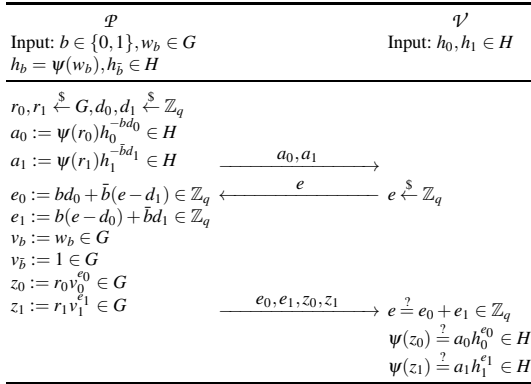 𝒫 𝒱
Input: b ∈ {0,1}, w_b ∈ G Input: h_0, h_1 ∈ H
h_b = ψ(w_b), h_{b̄} ∈ H
r_0, r_1 ←$ G, d_0, d_1 ←$ ℤ_q
a_0 := ψ(r_0)h_0^{-bd_0} ∈ H
a_1 := ψ(r_1)h_1^{-b̄d_1} ∈ H a_0, a_1
e_0 := bd_0 + b̄(e − d_1) ∈ ℤ_q e e ←$ ℤ_q
e_1 := b(e − d_0) + b̄d_1 ∈ ℤ_q
v_b := w_b ∈ G
v_{b̄} := 1 ∈ G
z_0 := r_0v_0^{e_0} ∈ G
z_1 := r_1v_1^{e_1} ∈ G e_0, e_1, z_0, z_1 e =? e_0 + e_1 ∈ ℤ_q
ψ(z_0) =? a_0h_0^{e_0} ∈ H
ψ(z_1) =? a_1h_1^{e_1} ∈ H